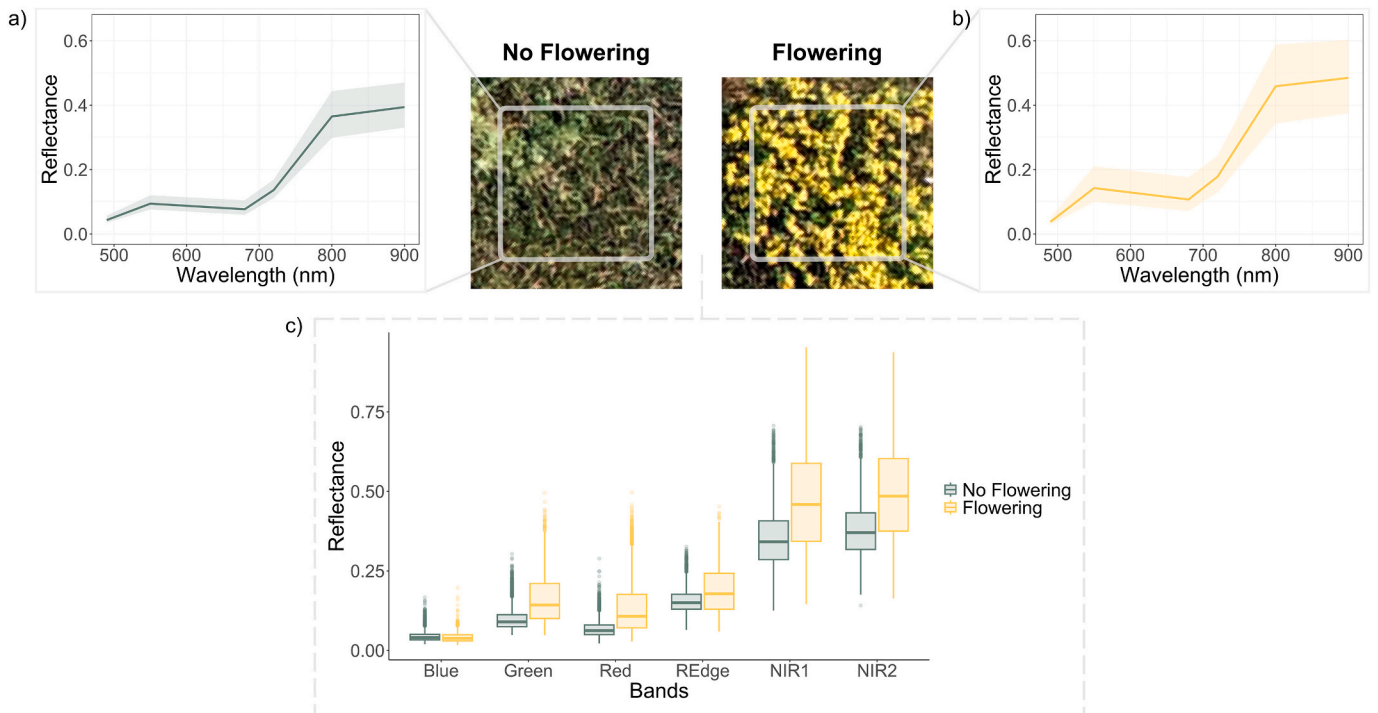 a)
No Flowering
Flowering
b)
0.6
0.4
0.2
0.0
Reflectance
500 600 700 800 900
Wavelength (nm)
0.6
0.4
0.2
0.0
Reflectance
500 600 700 800 900
Wavelength (nm)
c)
0.75
0.50
0.25
0.00
Reflectance
Blue Green Red REdge NIR1 NIR2
Bands
No Flowering
Flowering